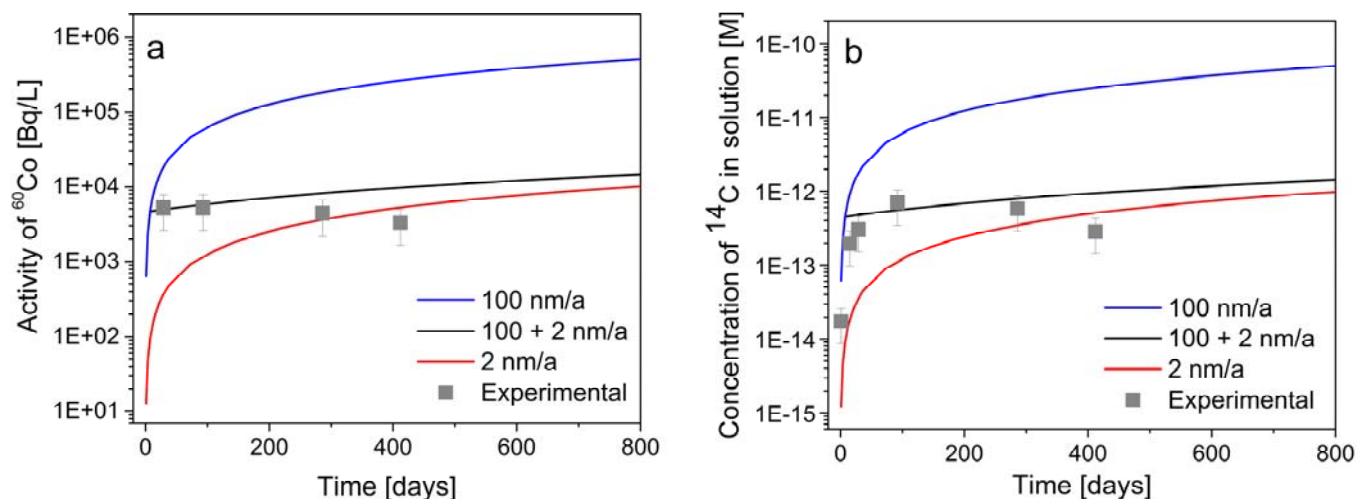 a
Activity of ⁶⁰Co [Bq/L]
1E+06
1E+05
1E+04
1E+03
1E+02
1E+01
100 nm/a
100 + 2 nm/a
2 nm/a
Experimental
0 200 400 600 800
Time [days]
b
Concentration of ¹⁴C in solution [M]
1E-10
1E-11
1E-12
1E-13
1E-14
1E-15
100 nm/a
100 + 2 nm/a
2 nm/a
Experimental
0 200 400 600 800
Time [days]